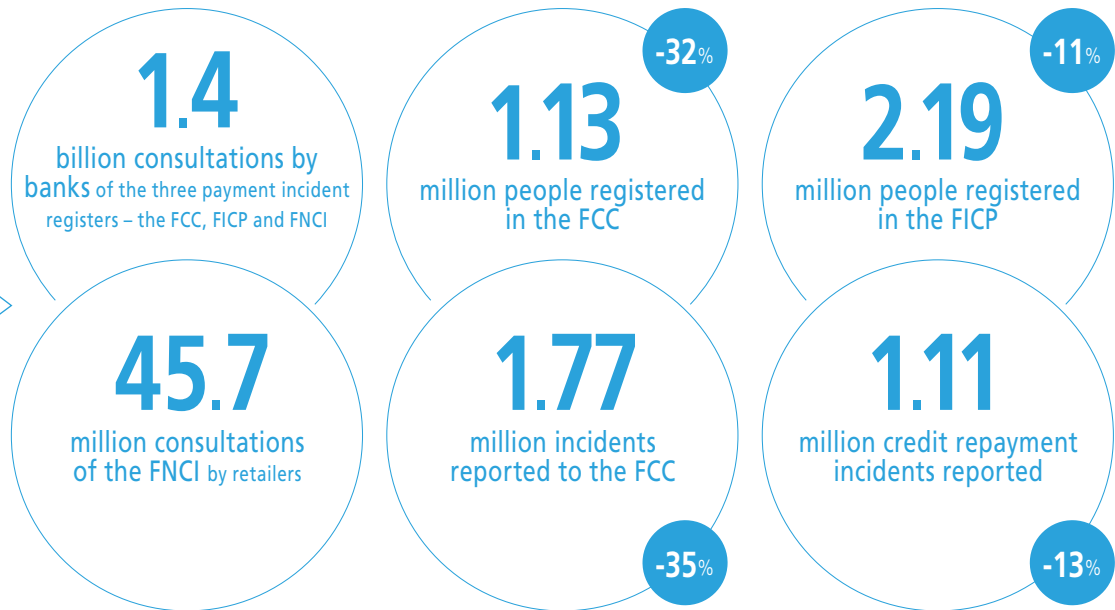 1.4
billion consultations by
banks of the three payment incident
registers – the FCC, FICP and FNCI
-32%
1.13
million people registered
in the FCC
-11%
2.19
million people registered
in the FICP
45.7
million consultations
of the FNCI by retailers
1.77
million incidents
reported to the FCC
-35%
1.11
million credit repayment
incidents reported
-13%